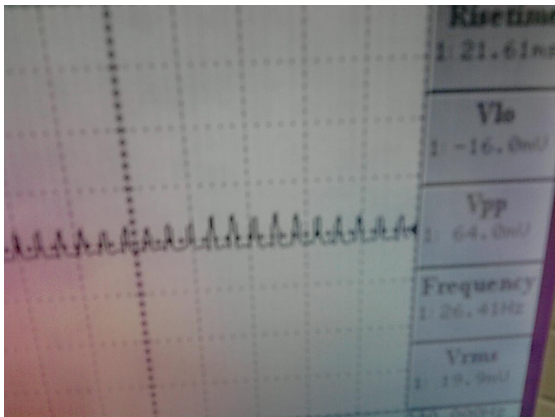 Risetime
1: 21.61ms
Vlo
1: -16.0mV
Vpp
1: 64.0mV
Frequency
1: 26.41Hz
Vrms
1: 19.9mV